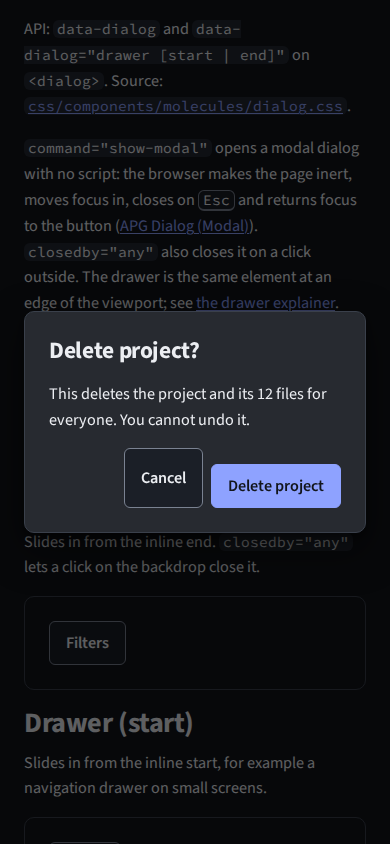 API: data-dialog and data-
dialog="drawer [start | end]" on
<dialog>. Source:
css/components/molecules/dialog.css.
command="show-modal" opens a modal dialog
with no script: the browser makes the page inert,
moves focus in, closes on Esc and returns focus
to the button (APG Dialog (Modal)).
closedby="any" also closes it on a click
outside. The drawer is the same element at an
edge of the viewport; see the drawer explainer.
Delete project?
This deletes the project and its 12 files for
everyone. You cannot undo it.
Cancel
Delete project
Slides in from the inline end. closedby="any"
lets a click on the backdrop close it.
Filters
Drawer (start)
Slides in from the inline start, for example a
navigation drawer on small screens.